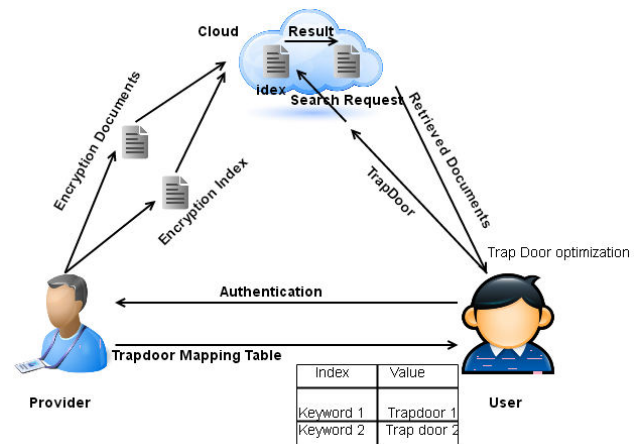 Cloud
Result
idex
Search Request
Encryption Documents
Encryption Index
TrapDoor
Retrieved Documents
Trap Door optimization
Authentication
Trapdoor Mapping Table
Provider
User
Index Value
Keyword 1 Trapdoor 1
Keyword 2 Trap door 2